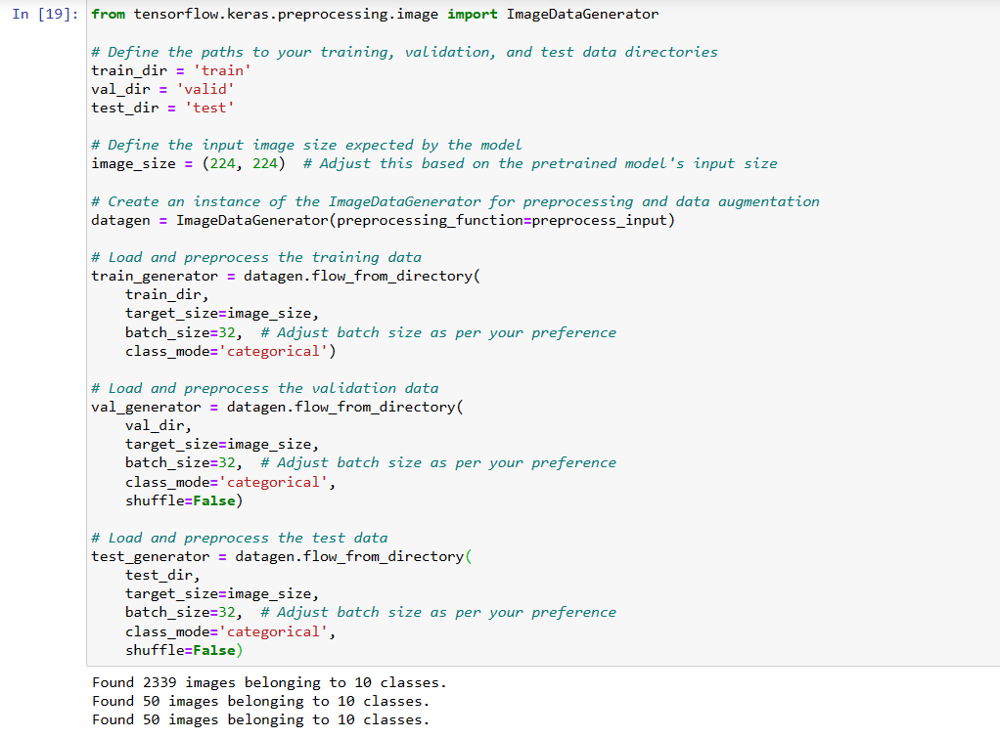 In [19]: from tensorflow.keras.preprocessing.image import ImageDataGenerator

# Define the paths to your training, validation, and test data directories
train_dir = 'train'
val_dir = 'valid'
test_dir = 'test'

# Define the input image size expected by the model
image_size = (224, 224)  # Adjust this based on the pretrained model's input size

# Create an instance of the ImageDataGenerator for preprocessing and data augmentation
datagen = ImageDataGenerator(preprocessing_function=preprocess_input)

# Load and preprocess the training data
train_generator = datagen.flow_from_directory(
    train_dir,
    target_size=image_size,
    batch_size=32,  # Adjust batch size as per your preference
    class_mode='categorical')

# Load and preprocess the validation data
val_generator = datagen.flow_from_directory(
    val_dir,
    target_size=image_size,
    batch_size=32,  # Adjust batch size as per your preference
    class_mode='categorical',
    shuffle=False)

# Load and preprocess the test data
test_generator = datagen.flow_from_directory(
    test_dir,
    target_size=image_size,
    batch_size=32,  # Adjust batch size as per your preference
    class_mode='categorical',
    shuffle=False)

Found 2339 images belonging to 10 classes.
Found 50 images belonging to 10 classes.
Found 50 images belonging to 10 classes.